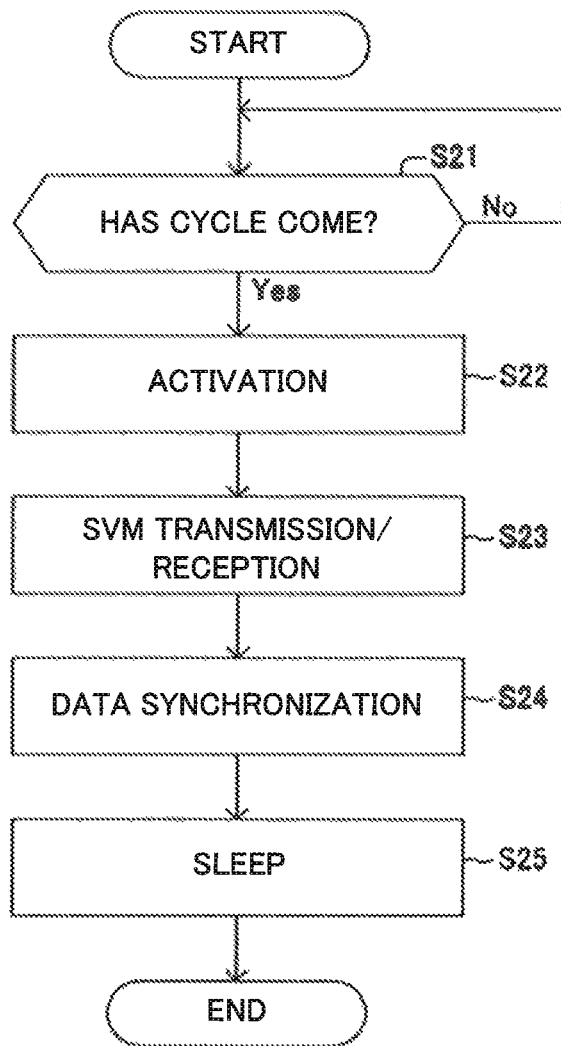 START
S21
HAS CYCLE COME?
No
Yes
ACTIVATION
S22
SVM TRANSMISSION/
RECEPTION
S23
DATA SYNCHRONIZATION
S24
SLEEP
S25
END